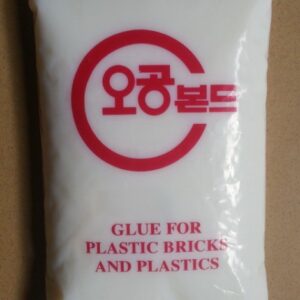 오공본드
GLUE FOR
PLASTIC BRICKS
AND PLASTICS